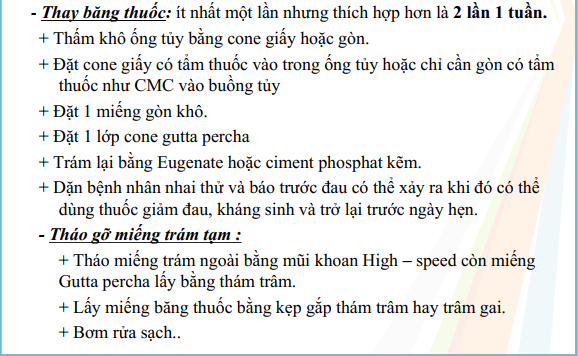 - Thay băng thuốc: ít nhất một lần nhưng thích hợp hơn là 2 lần 1 tuần.
+ Thấm khô ống tủy bằng cone giấy hoặc gòn.
+ Đặt cone giấy có tẩm thuốc vào trong ống tủy hoặc chỉ cần gòn có tẩm
thuốc như CMC vào buồng tủy
+ Đặt 1 miếng gòn khô.
+ Đặt 1 lớp cone gutta percha
+ Trám lại bằng Eugenate hoặc ciment phosphat kẽm.
+ Dặn bệnh nhân nhai thử và báo trước đau có thể xảy ra khi đó có thể
dùng thuốc giảm đau, kháng sinh và trở lại trước ngày hẹn.
- Tháo gỡ miếng trám tạm :
+ Tháo miếng trám ngoài bằng mũi khoan High – speed còn miếng
Gutta percha lấy bằng thám trâm.
+ Lấy miếng băng thuốc bằng kẹp gắp thám trâm hay trâm gai.
+ Bơm rửa sạch..